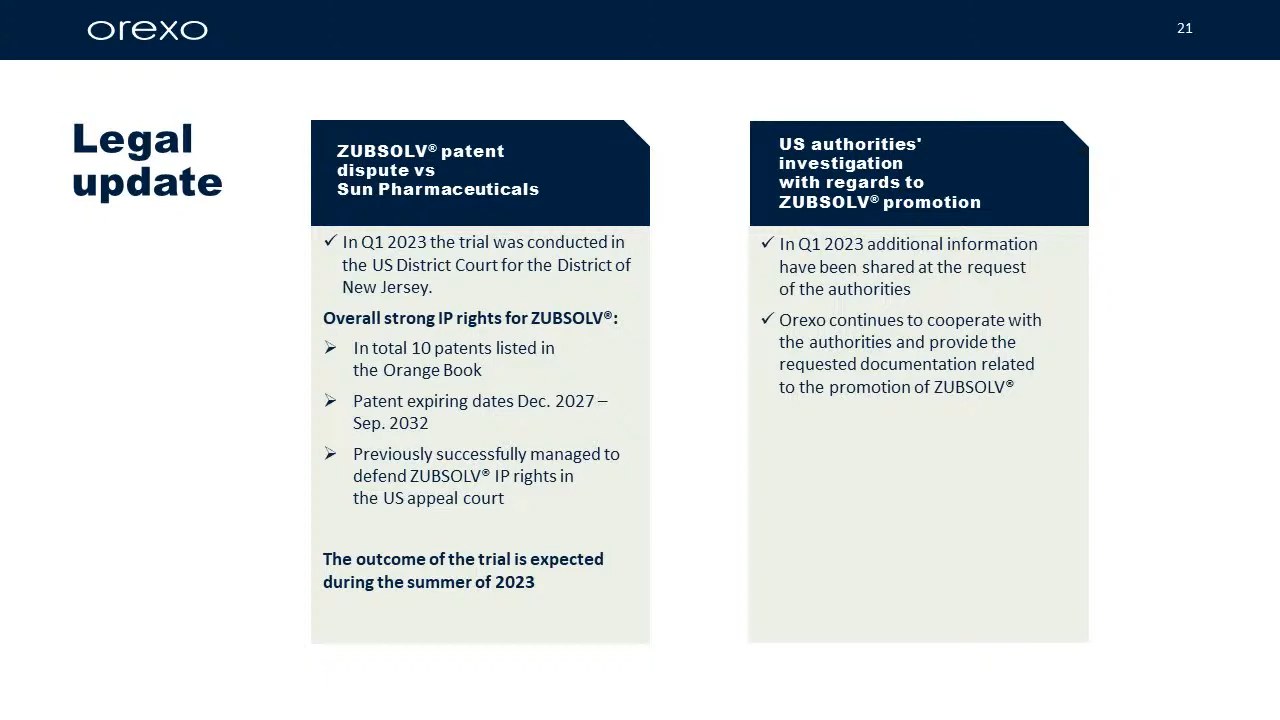 orexo
21
Legal
update
ZUBSOLV® patent
dispute vs
Sun Pharmaceuticals
✓ In Q1 2023 the trial was conducted in
the US District Court for the District of
New Jersey.
Overall strong IP rights for ZUBSOLV®:
➢ In total 10 patents listed in
the Orange Book
➢ Patent expiring dates Dec. 2027 –
Sep. 2032
➢ Previously successfully managed to
defend ZUBSOLV® IP rights in
the US appeal court
The outcome of the trial is expected
during the summer of 2023
US authorities'
investigation
with regards to
ZUBSOLV® promotion
✓ In Q1 2023 additional information
have been shared at the request
of the authorities
✓ Orexo continues to cooperate with
the authorities and provide the
requested documentation related
to the promotion of ZUBSOLV®